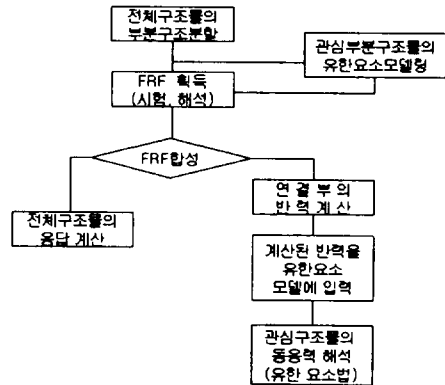 전체구조물의
부분구조분할
관심부분구조의
유한요소모델링
FRF 획득
(시험, 해석)
FRF합성
연결부의
반력계산
전체구조물의
응답 계산
계산된 반력을
유한요소
모델에 입력
관심구조물의
동응력 해석
(유한 요소법)